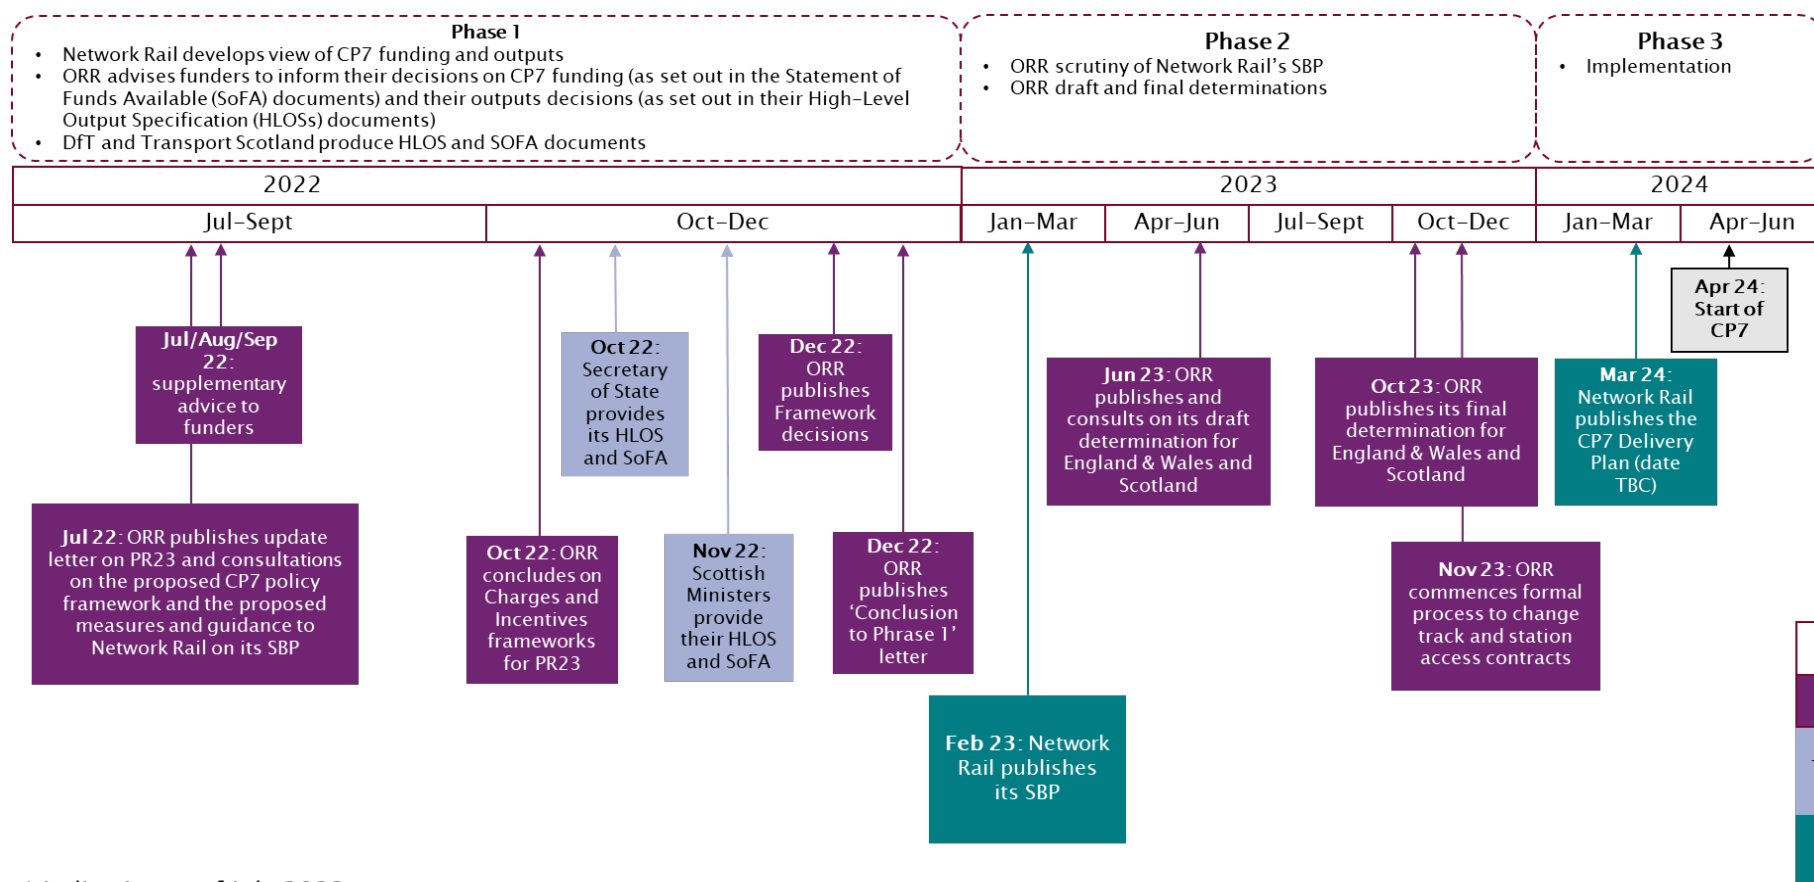 Phase 1
• Network Rail develops view of CP7 funding and outputs
• ORR advises funders to inform their decisions on CP7 funding (as set out in the Statement of
Funds Available (SoFA) documents) and their outputs decisions (as set out in their High-Level
Output Specification (HLOSs) documents)
• DfT and Transport Scotland produce HLOS and SOFA documents
Phase 2
• ORR scrutiny of Network Rail's SBP
• ORR draft and final determinations
Phase 3
• Implementation
2022
2023
2024
Jul-Sept
Oct-Dec
Jan-Mar
Apr-Jun
Jul-Sept
Oct-Dec
Jan-Mar
Apr-Jun
Jul/Aug/Sep
22:
supplementary
advice to
funders
Jul 22: ORR publishes update
letter on PR23 and consultations
on the proposed CP7 policy
framework and the proposed
measures and guidance to
Network Rail on its SBP
Oct 22: ORR
concludes on
Charges and
Incentives
frameworks
for PR23
Oct 22:
Secretary
of State
provides
its HLOS
and SoFA
Nov 22:
Scottish
Ministers
provide
their HLOS
and SoFA
Dec 22:
ORR
publishes
Framework
decisions
Dec 22:
ORR
publishes
‘Conclusion
to Phrase 1’
letter
Feb 23: Network
Rail publishes
its SBP
Jun 23: ORR
publishes and
consults on its draft
determination for
England & Wales and
Scotland
Oct 23: ORR
publishes its final
determination for
England & Wales and
Scotland
Nov 23: ORR
commences formal
process to change
track and station
access contracts
Mar 24:
Network Rail
publishes the
CP7 Delivery
Plan (date
TBC)
Apr 24:
Start of
CP7